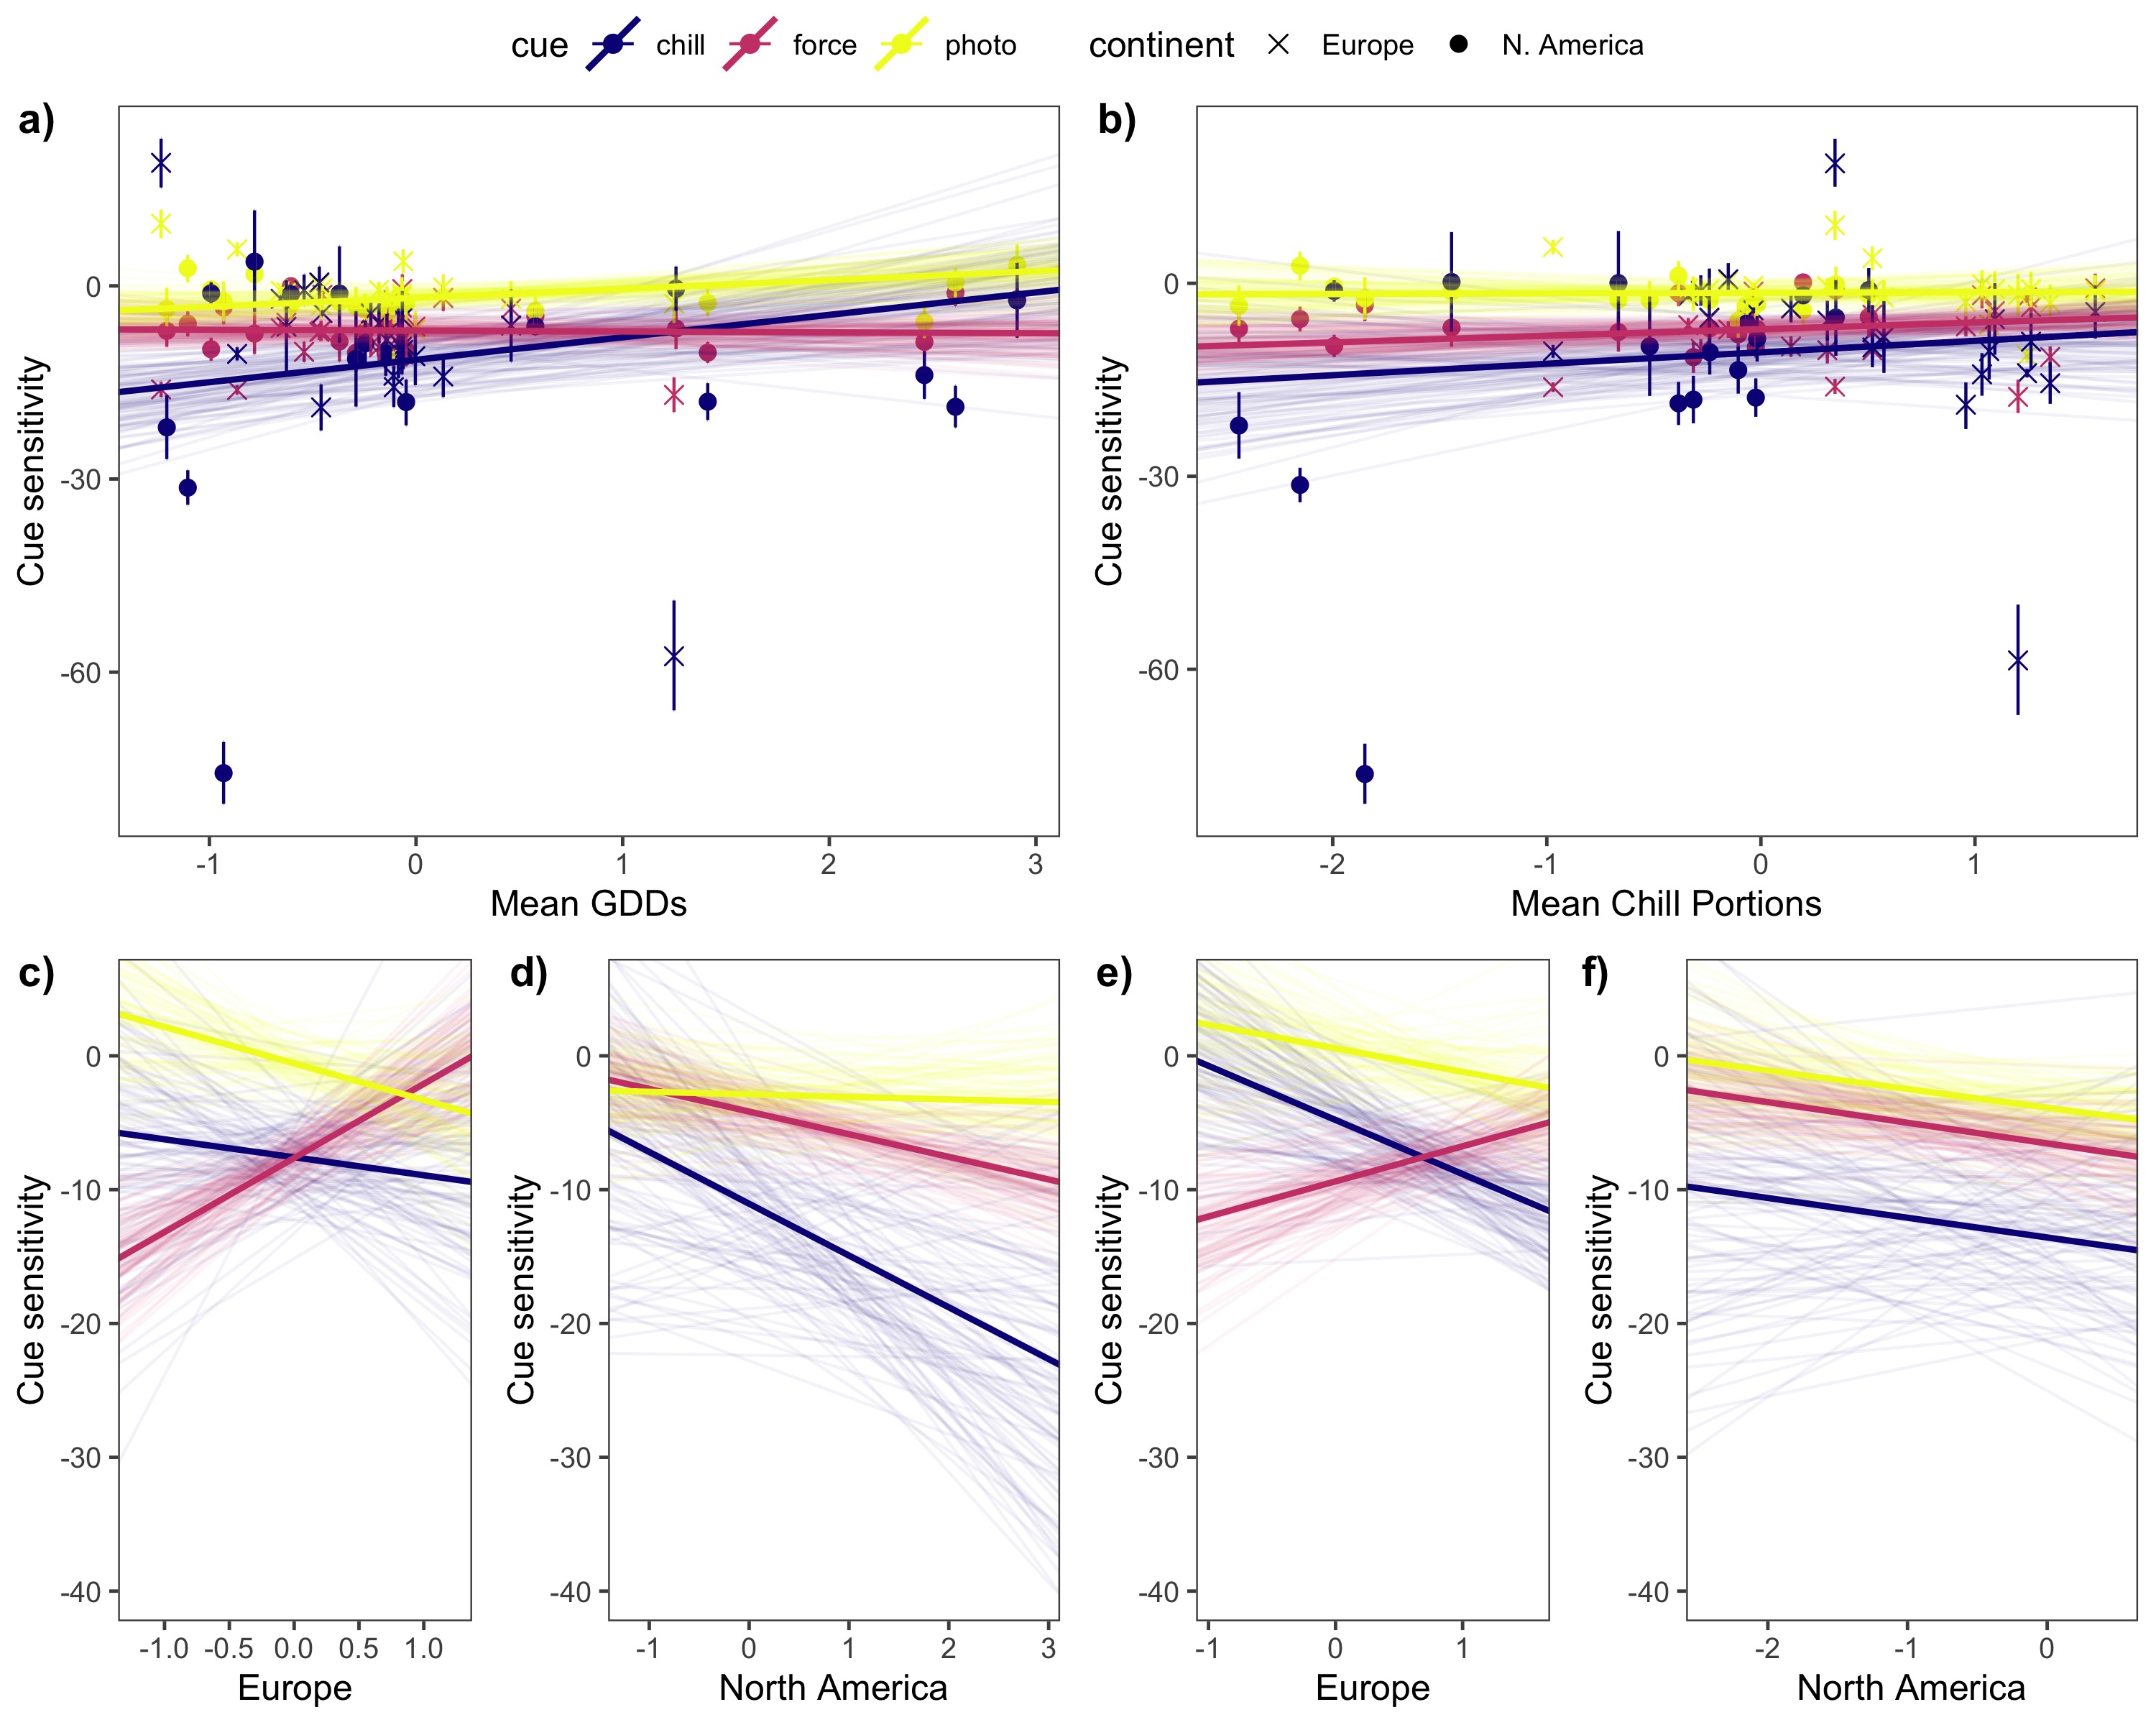 cue chill force photo continent Europe N. America
a)
b)
Cue sensitivity
0
-30
-60
-1 0 1 2 3
Mean GDDs
Cue sensitivity
0
-30
-60
-2 -1 0 1
Mean Chill Portions
c)
d)
e)
f)
Cue sensitivity
0
-10
-20
-30
-40
-1.0 -0.5 0.0 0.5 1.0
Europe
Cue sensitivity
0
-10
-20
-30
-40
-1 0 1 2 3
North America
Cue sensitivity
0
-10
-20
-30
-40
-1 0 1
Europe
Cue sensitivity
0
-10
-20
-30
-40
-2 -1 0
North America